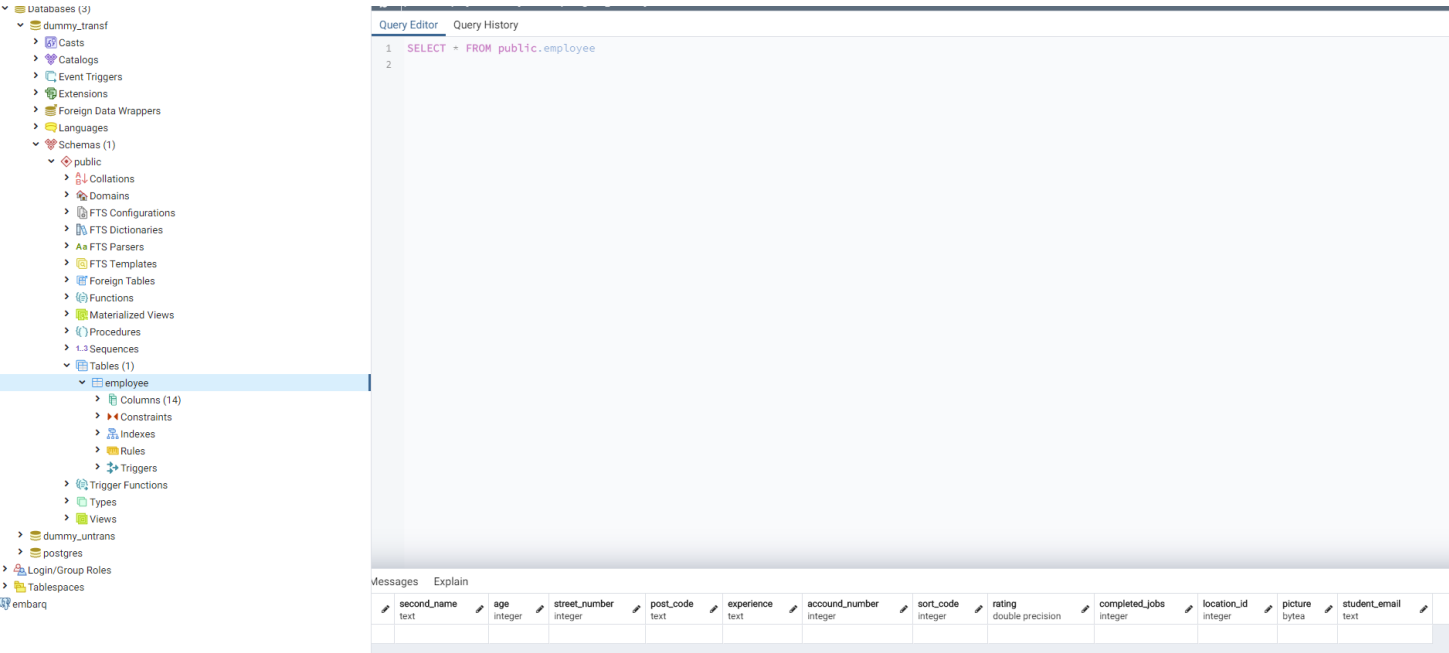 Databases (3)
dummy_transf
Casts
Catalogs
Event Triggers
Extensions
Foreign Data Wrappers
Languages
Schemas (1)
public
Collations
Domains
FTS Configurations
FTS Dictionaries
Aa FTS Parsers
FTS Templates
Foreign Tables
Functions
Materialized Views
Procedures
1..3 Sequences
Tables (1)
employee
Columns (14)
Constraints
Indexes
Rules
Triggers
Trigger Functions
Types
Views
dummy_untrans
postgres
Login/Group Roles
Tablespaces
embarq
Query Editor Query History
1 SELECT * FROM public.employee
2
Messages Explain
second_name age street_number post_code experience accound_number sort_code rating completed_jobs location_id picture student_email
text integer integer text text integer integer double precision integer integer bytea text